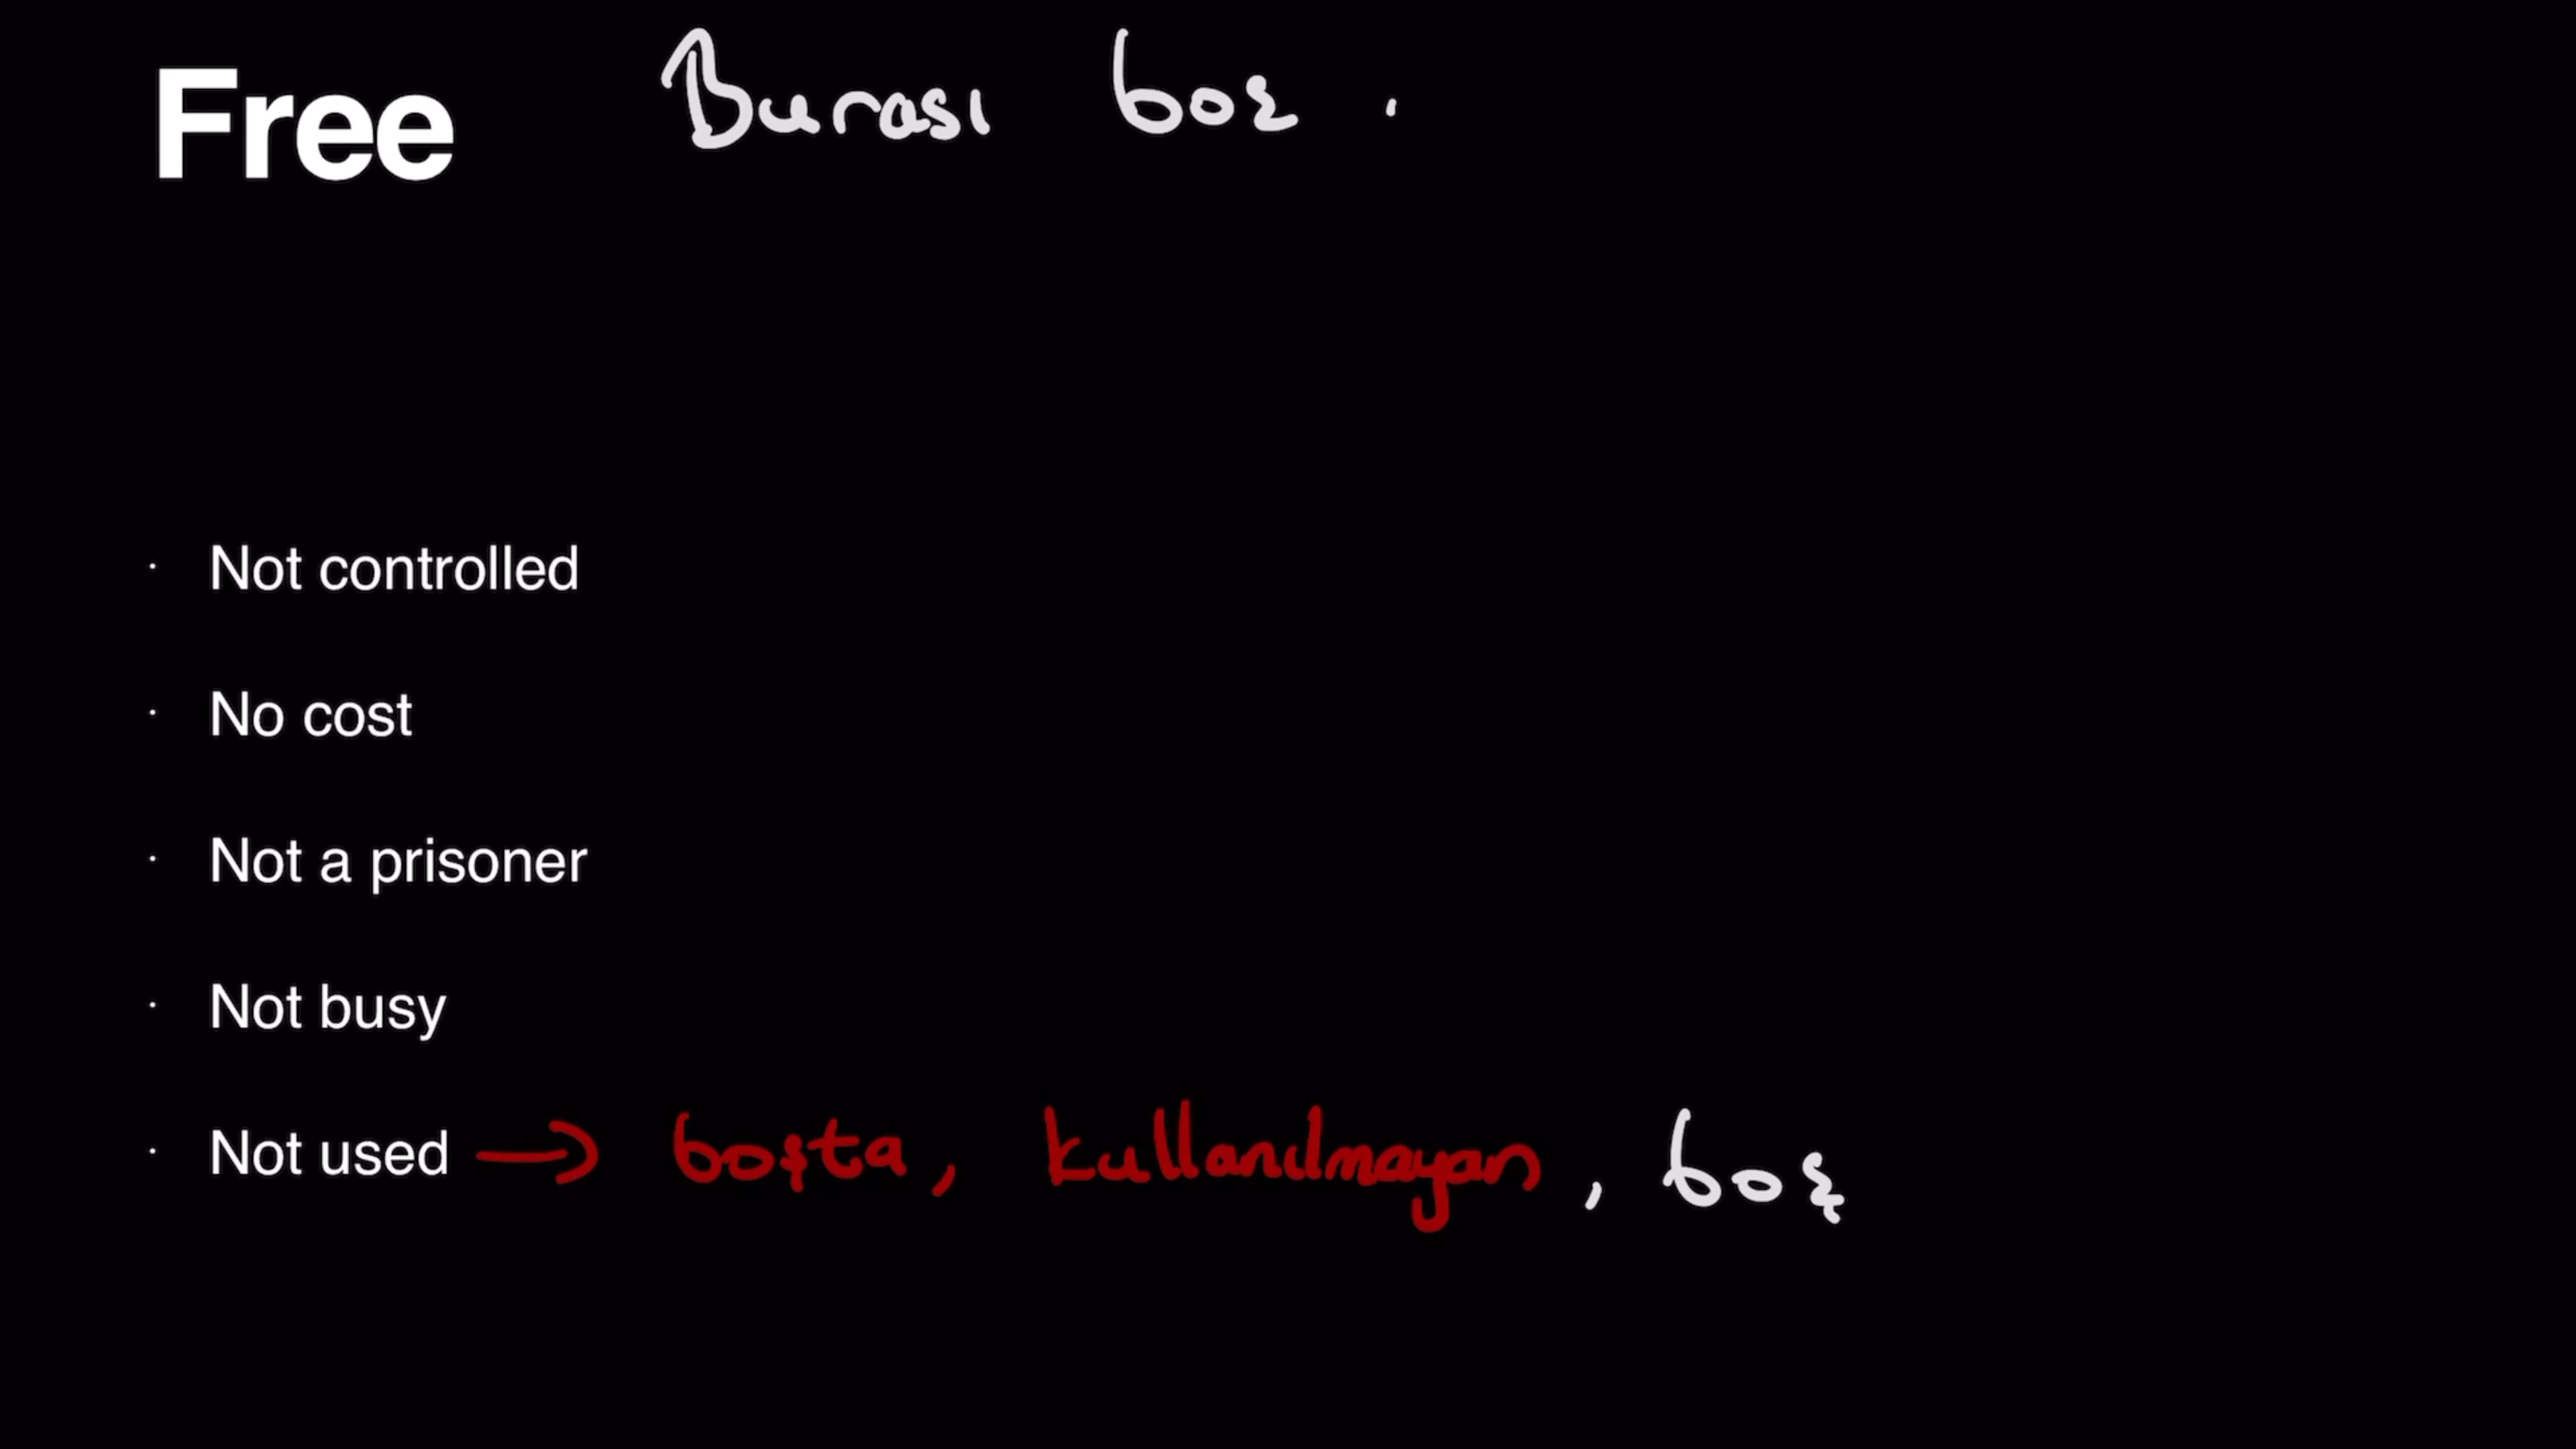 Free Burası boş .
· Not controlled
· No cost
· Not a prisoner
· Not busy
· Not used → boşta, kullanılmayan, boş